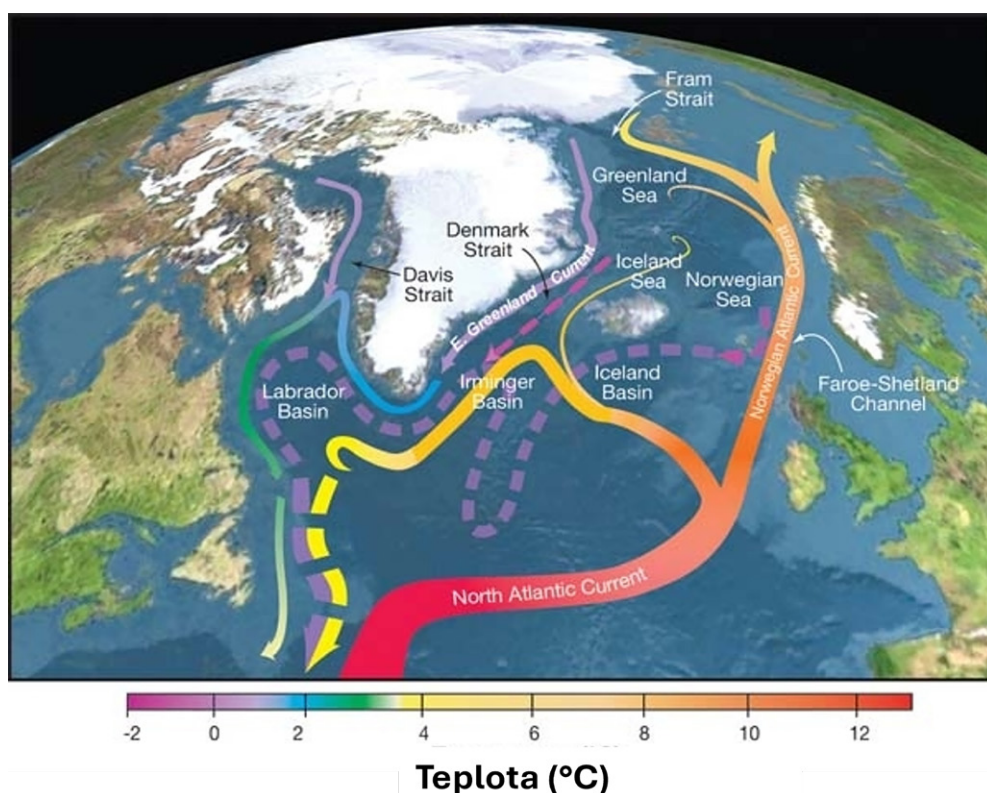 Fram
Strait
Greenland
Sea
Denmark
Strait
Iceland
Sea
Norwegian
Sea
Davis
Strait
E. Greenland Current
Norwegian Atlantic Current
Labrador
Basin
Irminger
Basin
Iceland
Basin
Faroe-Shetland
Channel
North Atlantic Current
-2 0 2 4 6 8 10 12
Teplota (°C)